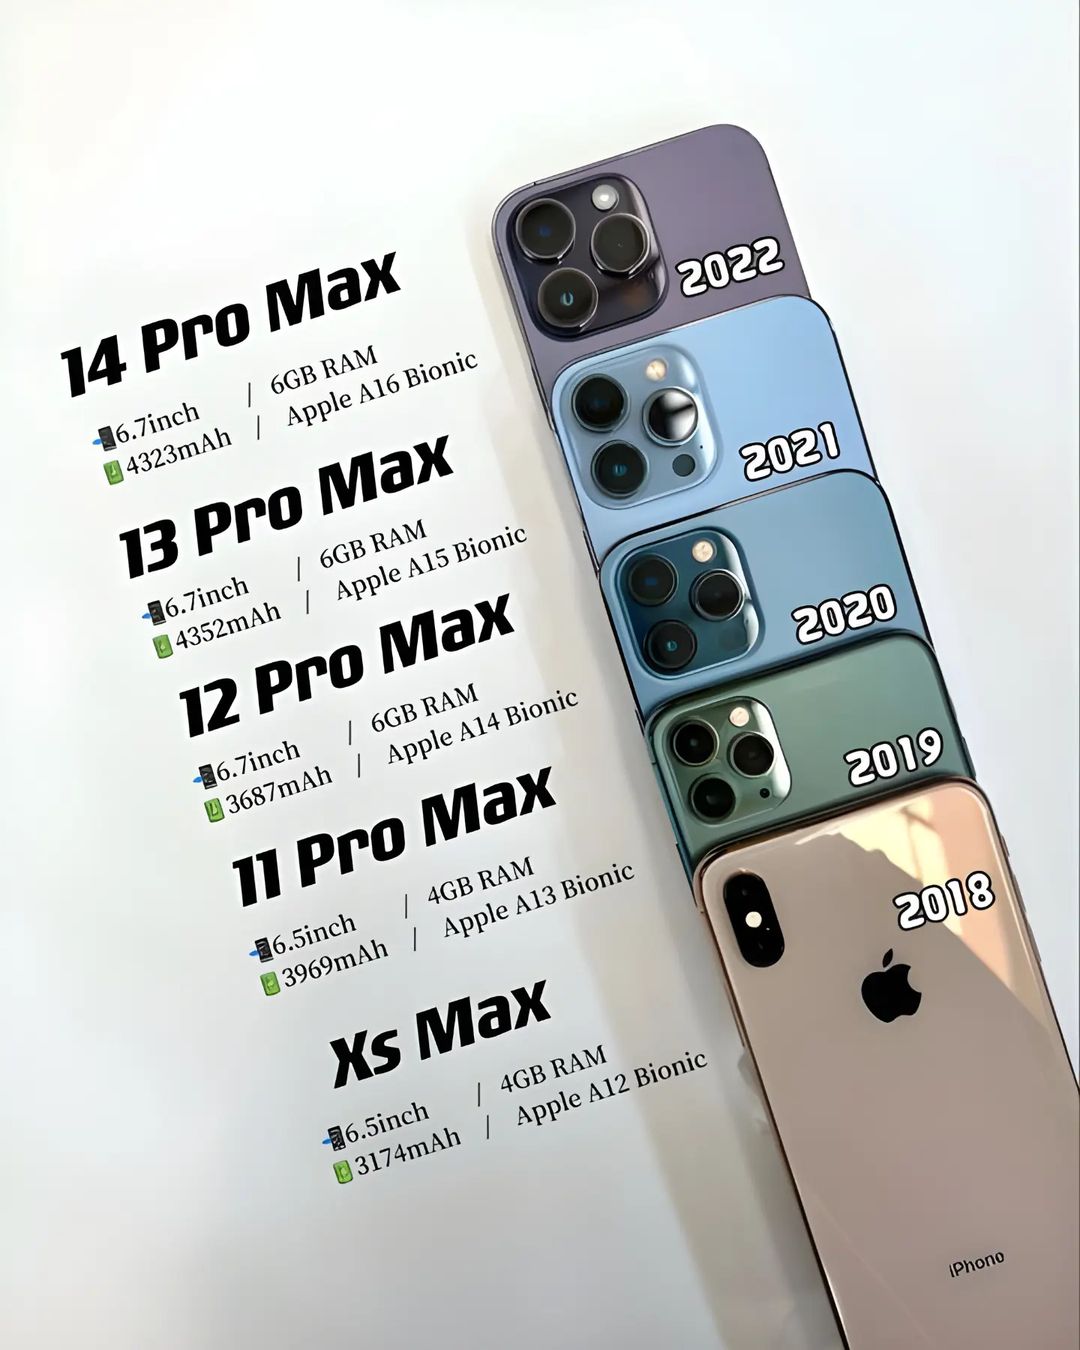 14 Pro Max
6.7inch / 6GB RAM
4323mAh / Apple A16 Bionic
2022
13 Pro Max
6.7inch / 6GB RAM
4352mAh / Apple A15 Bionic
2021
12 Pro Max
6.7inch / 6GB RAM
3687mAh / Apple A14 Bionic
2020
11 Pro Max
6.5inch / 4GB RAM
3969mAh / Apple A13 Bionic
2019
Xs Max
6.5inch / 4GB RAM
3174mAh / Apple A12 Bionic
2018
iPhono